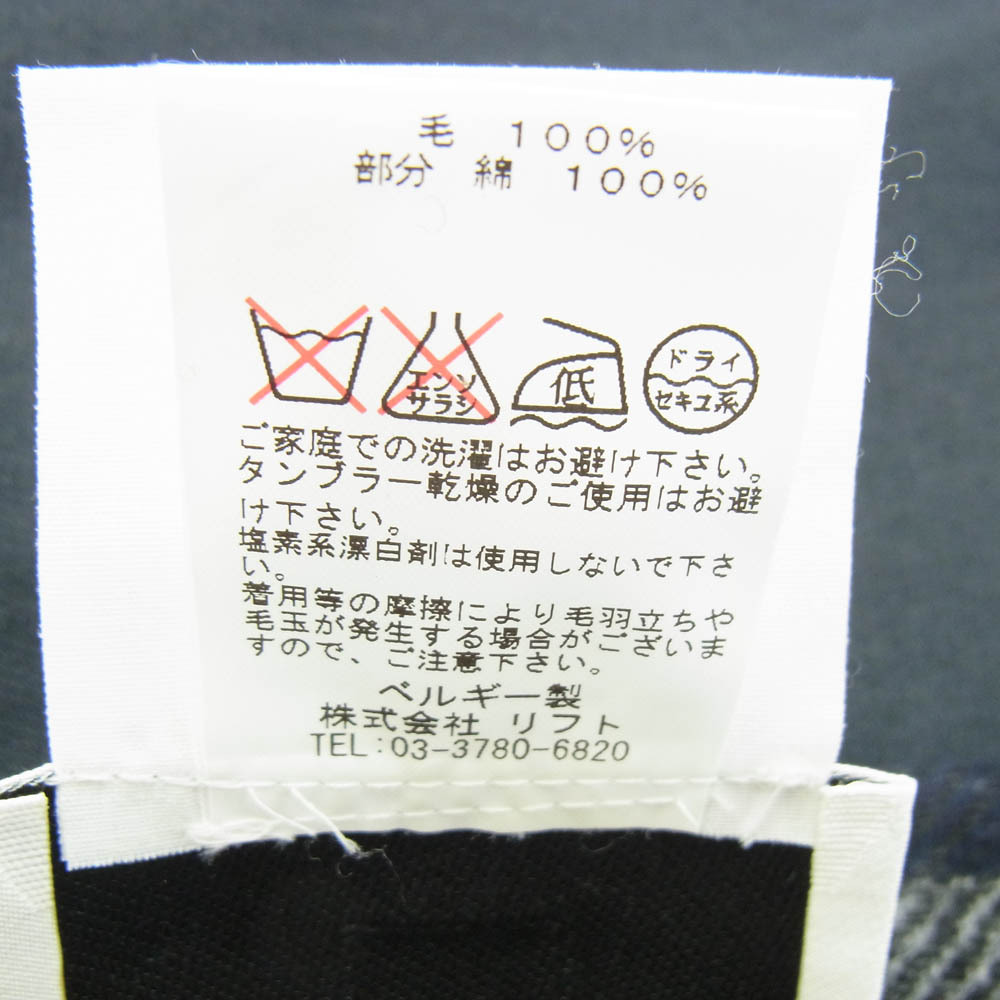 毛 100%
部分 綿 100%
エンソ
サラシ
低
ドライ
セキユ系
ご家庭での洗濯はお避け下さい。
タンブラー乾燥のご使用はお避
け下さい。
塩素系漂白剤は使用しないで下さ
い。
着用等の摩擦により毛羽立ちや
毛玉が発生する場合がございま
すので、ご注意下さい。
ベルギー製
株式会社 リフト
TEL:03-3780-6820